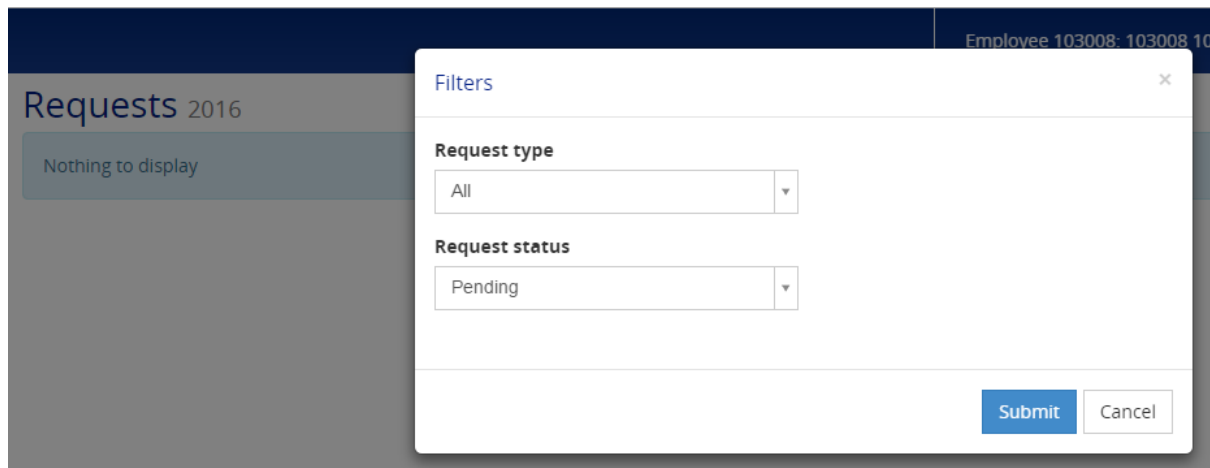 Employee 103008: 103008 10
Filters ×
Requests 2016
Request type
Nothing to display
All
Request status
Pending
Submit Cancel